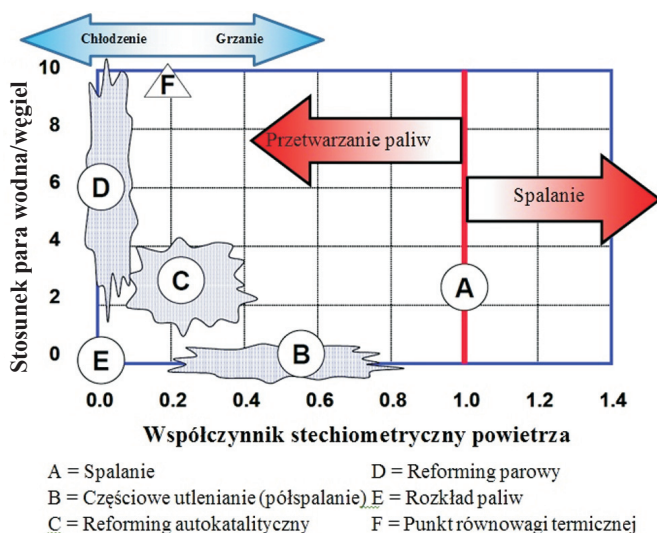 Chłodzenie Grzanie
10
F
8
Przetwarzanie paliw
6
D
Spalanie
4
C
A
2
B
0
E
0.0 0.2 0.4 0.6 0.8 1.0 1.2 1.4
Stosunek para wodna/węgiel
Współczynnik stechiometryczny powietrza
A = Spalanie
D = Reforming parowy
B = Częściowe utlenianie (półspalanie)
E = Rozkład paliw
C = Reforming autokatalityczny
F = Punkt równowagi termicznej